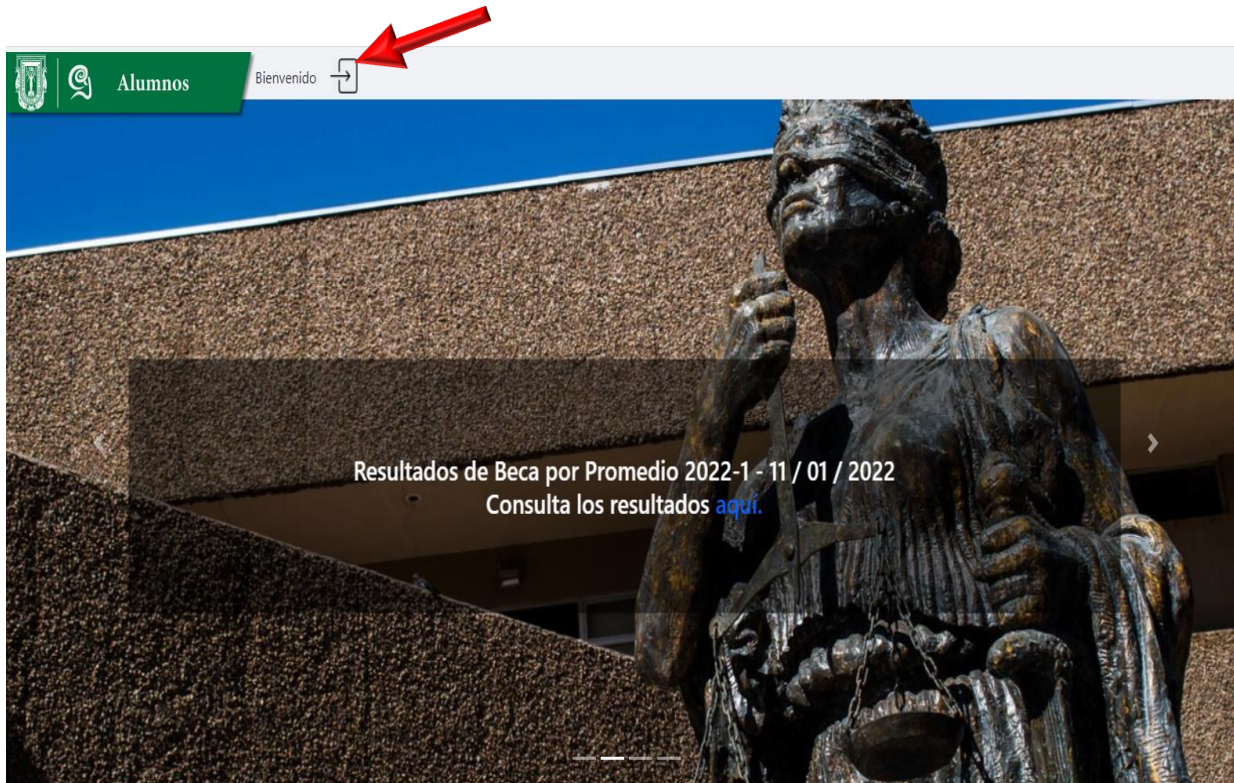 Alumnos
Bienvenido
Resultados de Beca por Promedio 2022-1 - 11 / 01 / 2022
Consulta los resultados aquí.